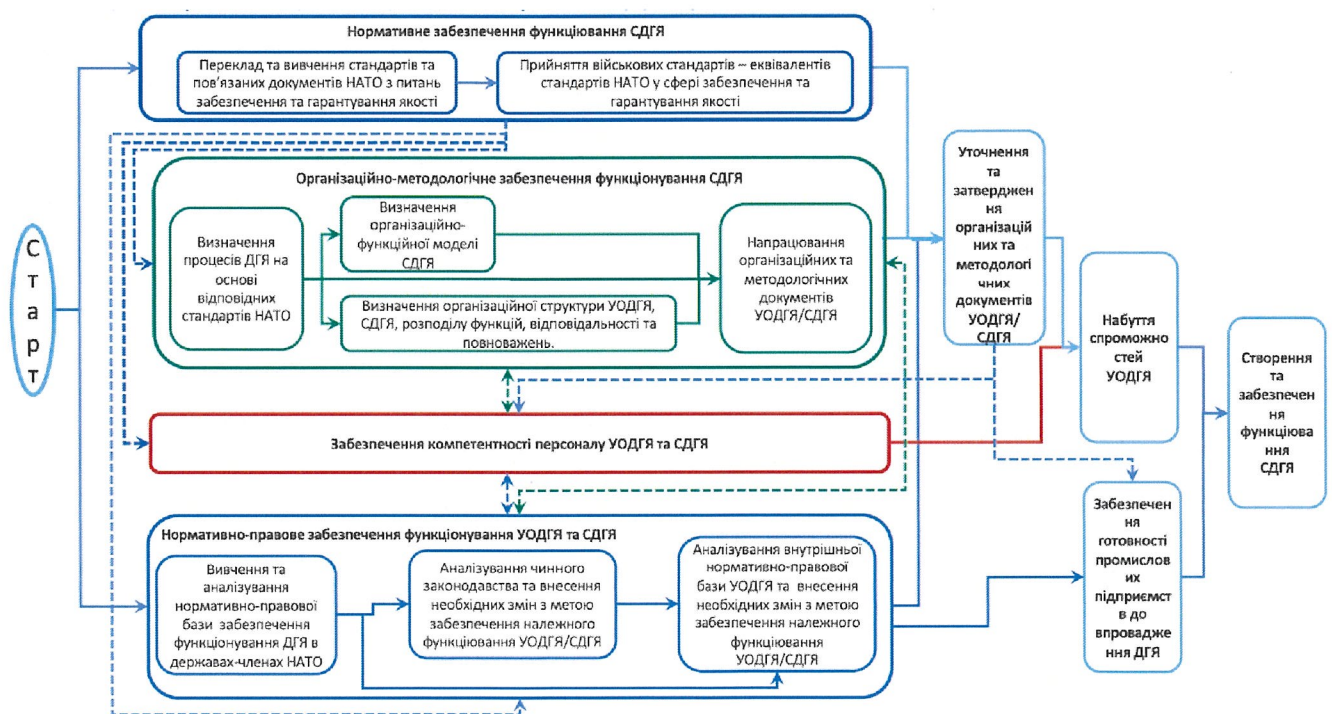 Нормативне забезпечення функціювання СДГЯ
Переклад та вивчення стандартів та
пов’язаних документів НАТО з питань
забезпечення та гарантування якості
Прийняття військових стандартів – еквівалентів
стандартів НАТО у сфері забезпечення та
гарантування якості
Старт
Організаційно-методологічне забезпечення функціонування СДГЯ
Визначення
процесів ДГЯ на
основі
відповідних
стандартів НАТО
Визначення
організаційно-
функційної моделі
СДГЯ
Визначення організаційної структури УОДГЯ,
СДГЯ, розподілу функцій, відповідальності та
повноважень.
Напрацювання
організаційних та
методологічних
документів
УОДГЯ/СДГЯ
Забезпечення компетентності персоналу УОДГЯ та СДГЯ
Нормативно-правове забезпечення функціонування УОДГЯ та СДГЯ
Вивчення та
аналізування
нормативно-правової
бази забезпечення
функціонування ДГЯ в
державах-членах НАТО
Аналізування чинного
законодавства та внесення
необхідних змін з метою
забезпечення належного
функціювання УОДГЯ/СДГЯ
Аналізування внутрішньої
нормативно-правової
бази УОДГЯ та внесення
необхідних змін з метою
забезпечення належного
функціювання
УОДГЯ/СДГЯ
Уточнення
та
затверджен
ня
організацій
них та
методологі
чних
документів
УОДГЯ/
СДГЯ
Набуття
спроможно
стей
УОДГЯ
Забезпечен
ня
готовності
промислов
их
підприємст
в до
впровадже
ння ДГЯ
Створення
та
забезпечен
ня
функціюва
ння СДГЯ